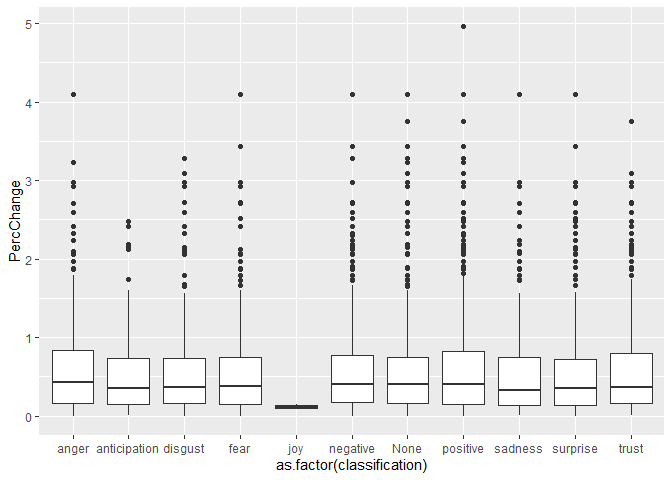 5
4
3
2
1
0
PercChange
anger anticipation disgust fear joy negative None positive sadness surprise trust
as.factor(classification)